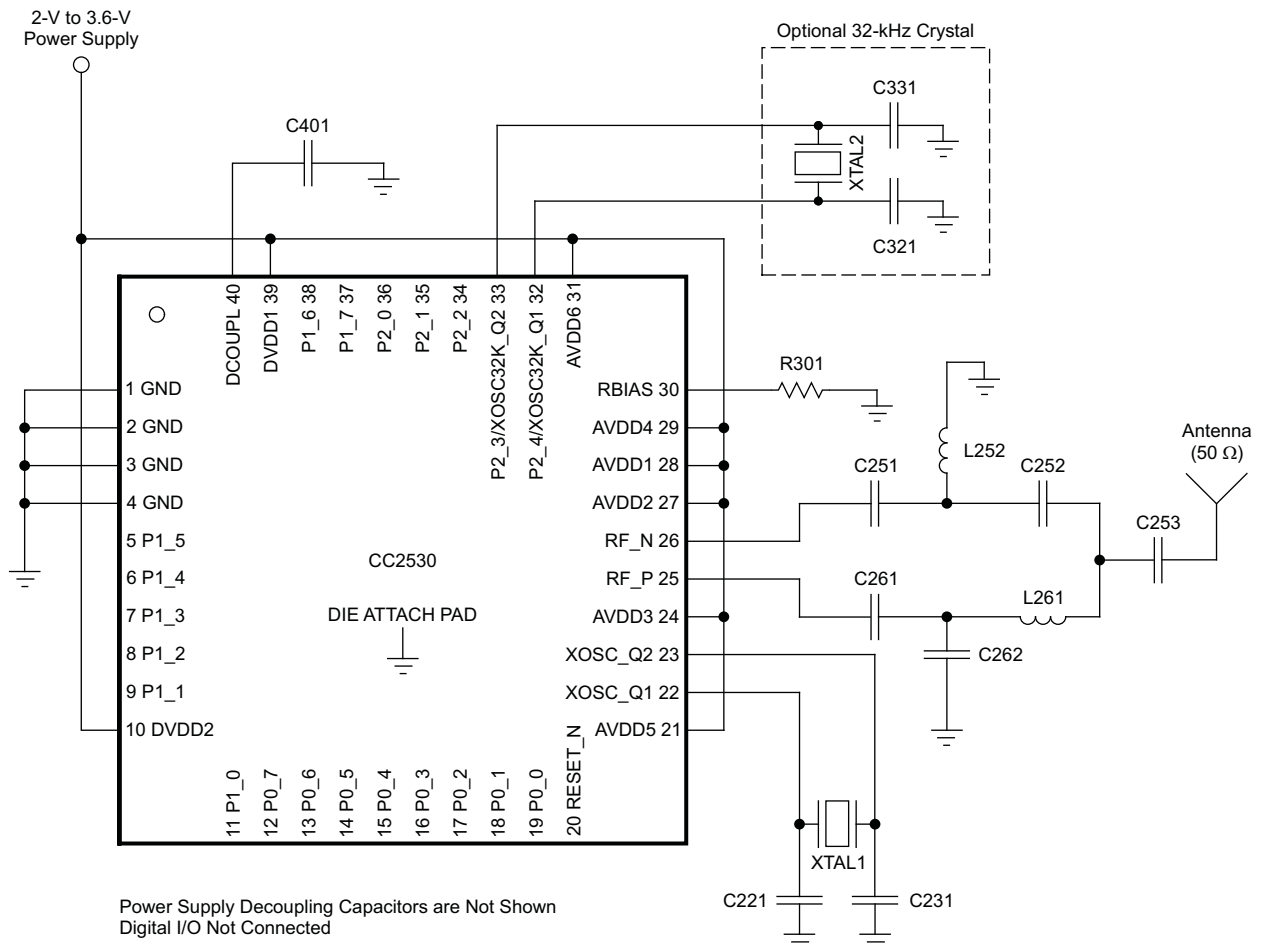 2-V to 3.6-V
Power Supply
Optional 32-kHz Crystal
C331
C401
XTAL2
C321
DCOUPL 40
DVDD1 39
P1_6 38
P1_7 37
P2_0 36
P2_1 35
P2_2 34
P2_3/XOSC32K_Q2 33
P2_4/XOSC32K_Q1 32
AVDD6 31
1 GND
2 GND
3 GND
4 GND
5 P1_5
6 P1_4
7 P1_3
8 P1_2
9 P1_1
10 DVDD2
CC2530
DIE ATTACH PAD
RBIAS 30
AVDD4 29
AVDD1 28
AVDD2 27
RF_N 26
RF_P 25
AVDD3 24
XOSC_Q2 23
XOSC_Q1 22
AVDD5 21
R301
L252
C251
C252
Antenna
(50 Ω)
C253
C261
L261
C262
11 P1_0
12 P0_7
13 P0_6
14 P0_5
15 P0_4
16 P0_3
17 P0_2
18 P0_1
19 P0_0
20 RESET_N
XTAL1
C221
C231
Power Supply Decoupling Capacitors are Not Shown
Digital I/O Not Connected